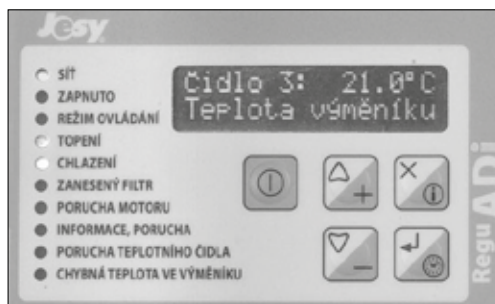 Josy
SÍŤ
ZAPNUTO
REŽIM OVLÁDÁNÍ
TOPENÍ
CHLAZENÍ
ZANESENÝ FILTR
PORUCHA MOTORU
INFORMACE, PORUCHA
PORUCHA TEPLOTNÍHO ČIDLA
CHYBNÁ TEPLOTA VE VÝMĚNÍKU
Čidlo 3: 21.0°C
Teplota výměníku
Regu ADi